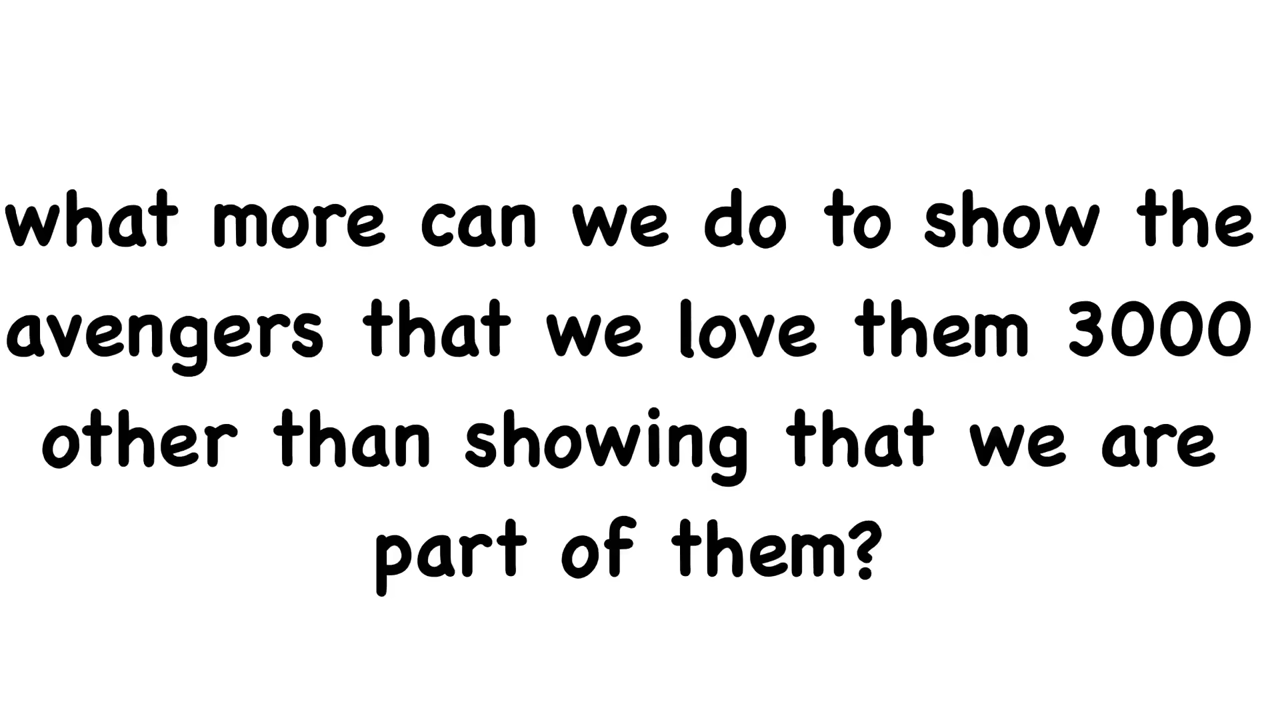 what more can we do to show the
avengers that we love them 3000
other than showing that we are
part of them?